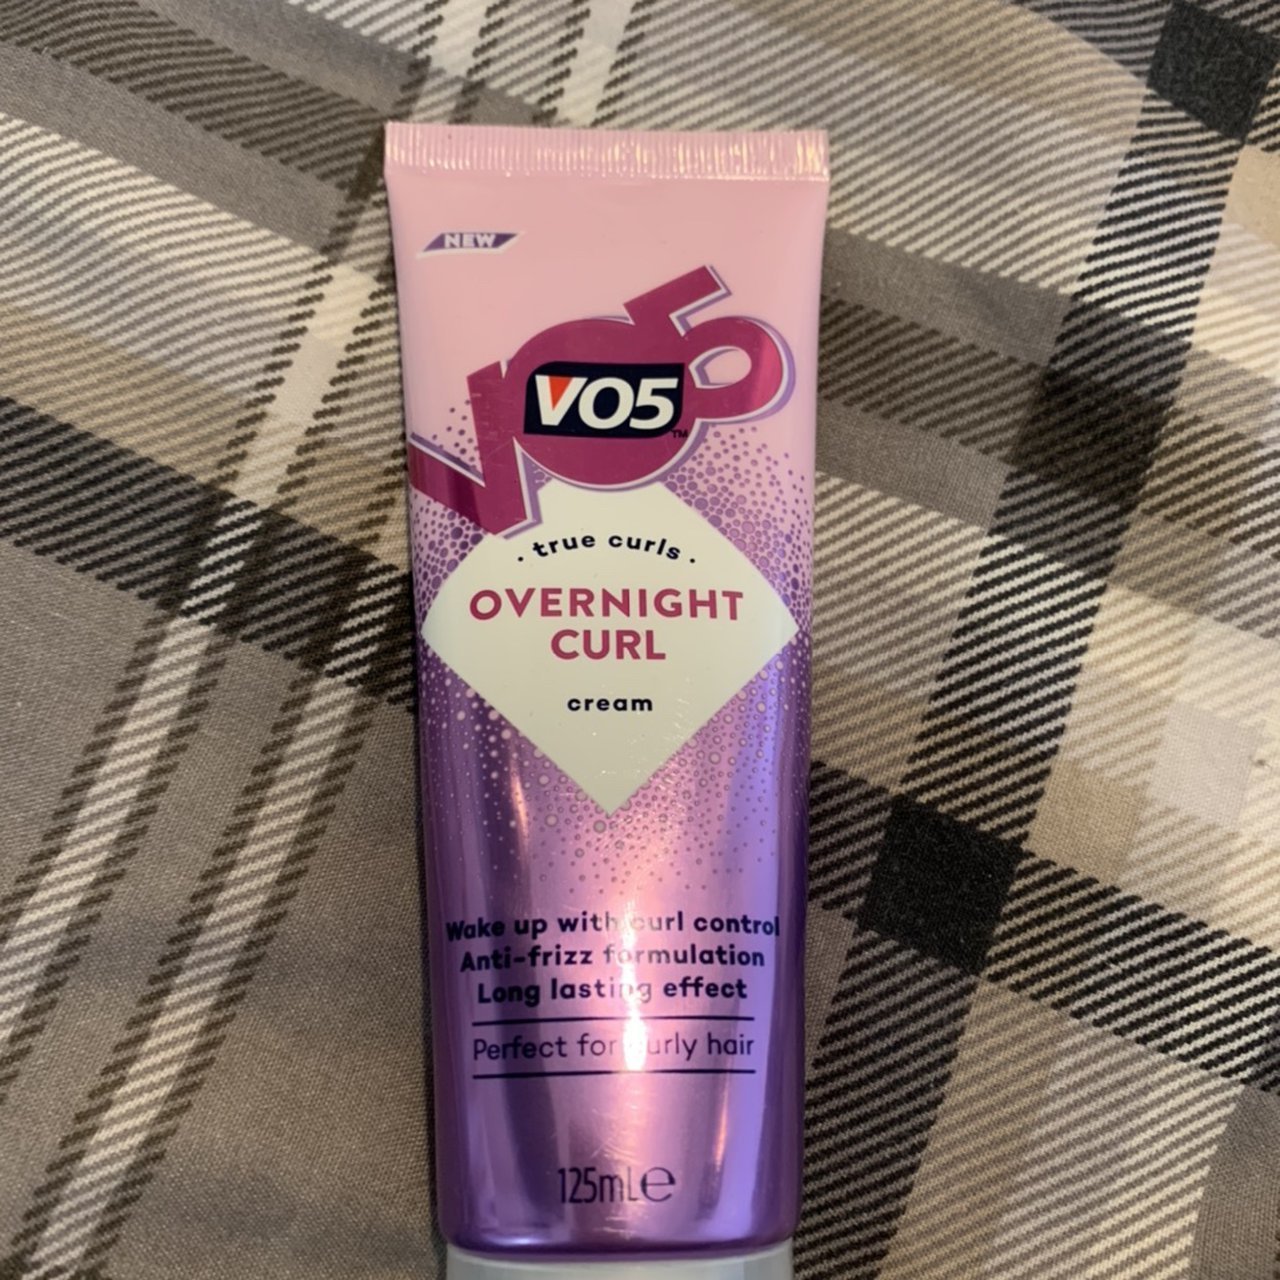 NEW
VO5
VO5™
· true curls ·
OVERNIGHT
CURL
cream
Wake up with curl control
Anti-frizz formulation
Long lasting effect
Perfect for curly hair
125mL℮